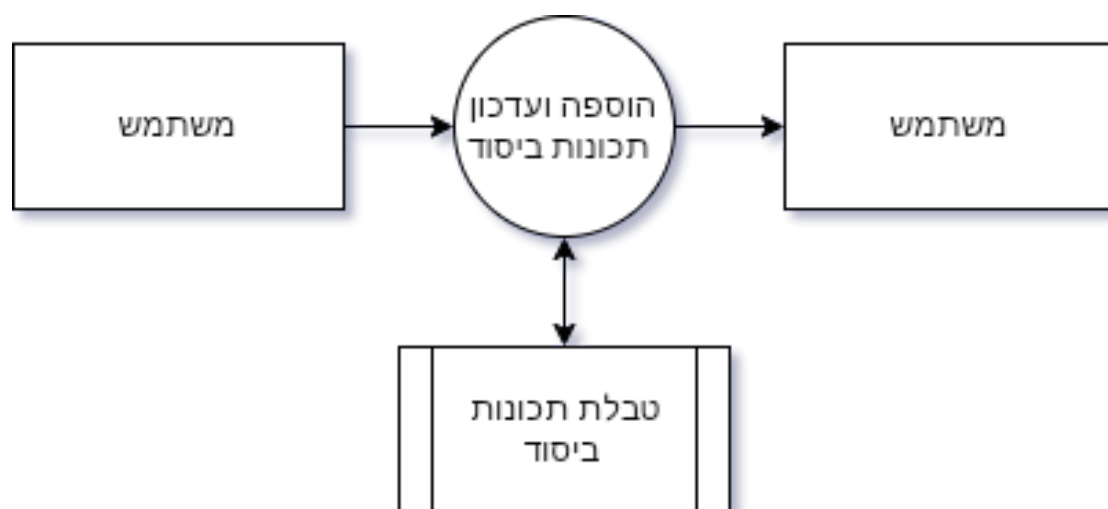 משתמש
הוספה ועדכון
תכונות ביסוד
משתמש
טבלת תכונות
ביסוד